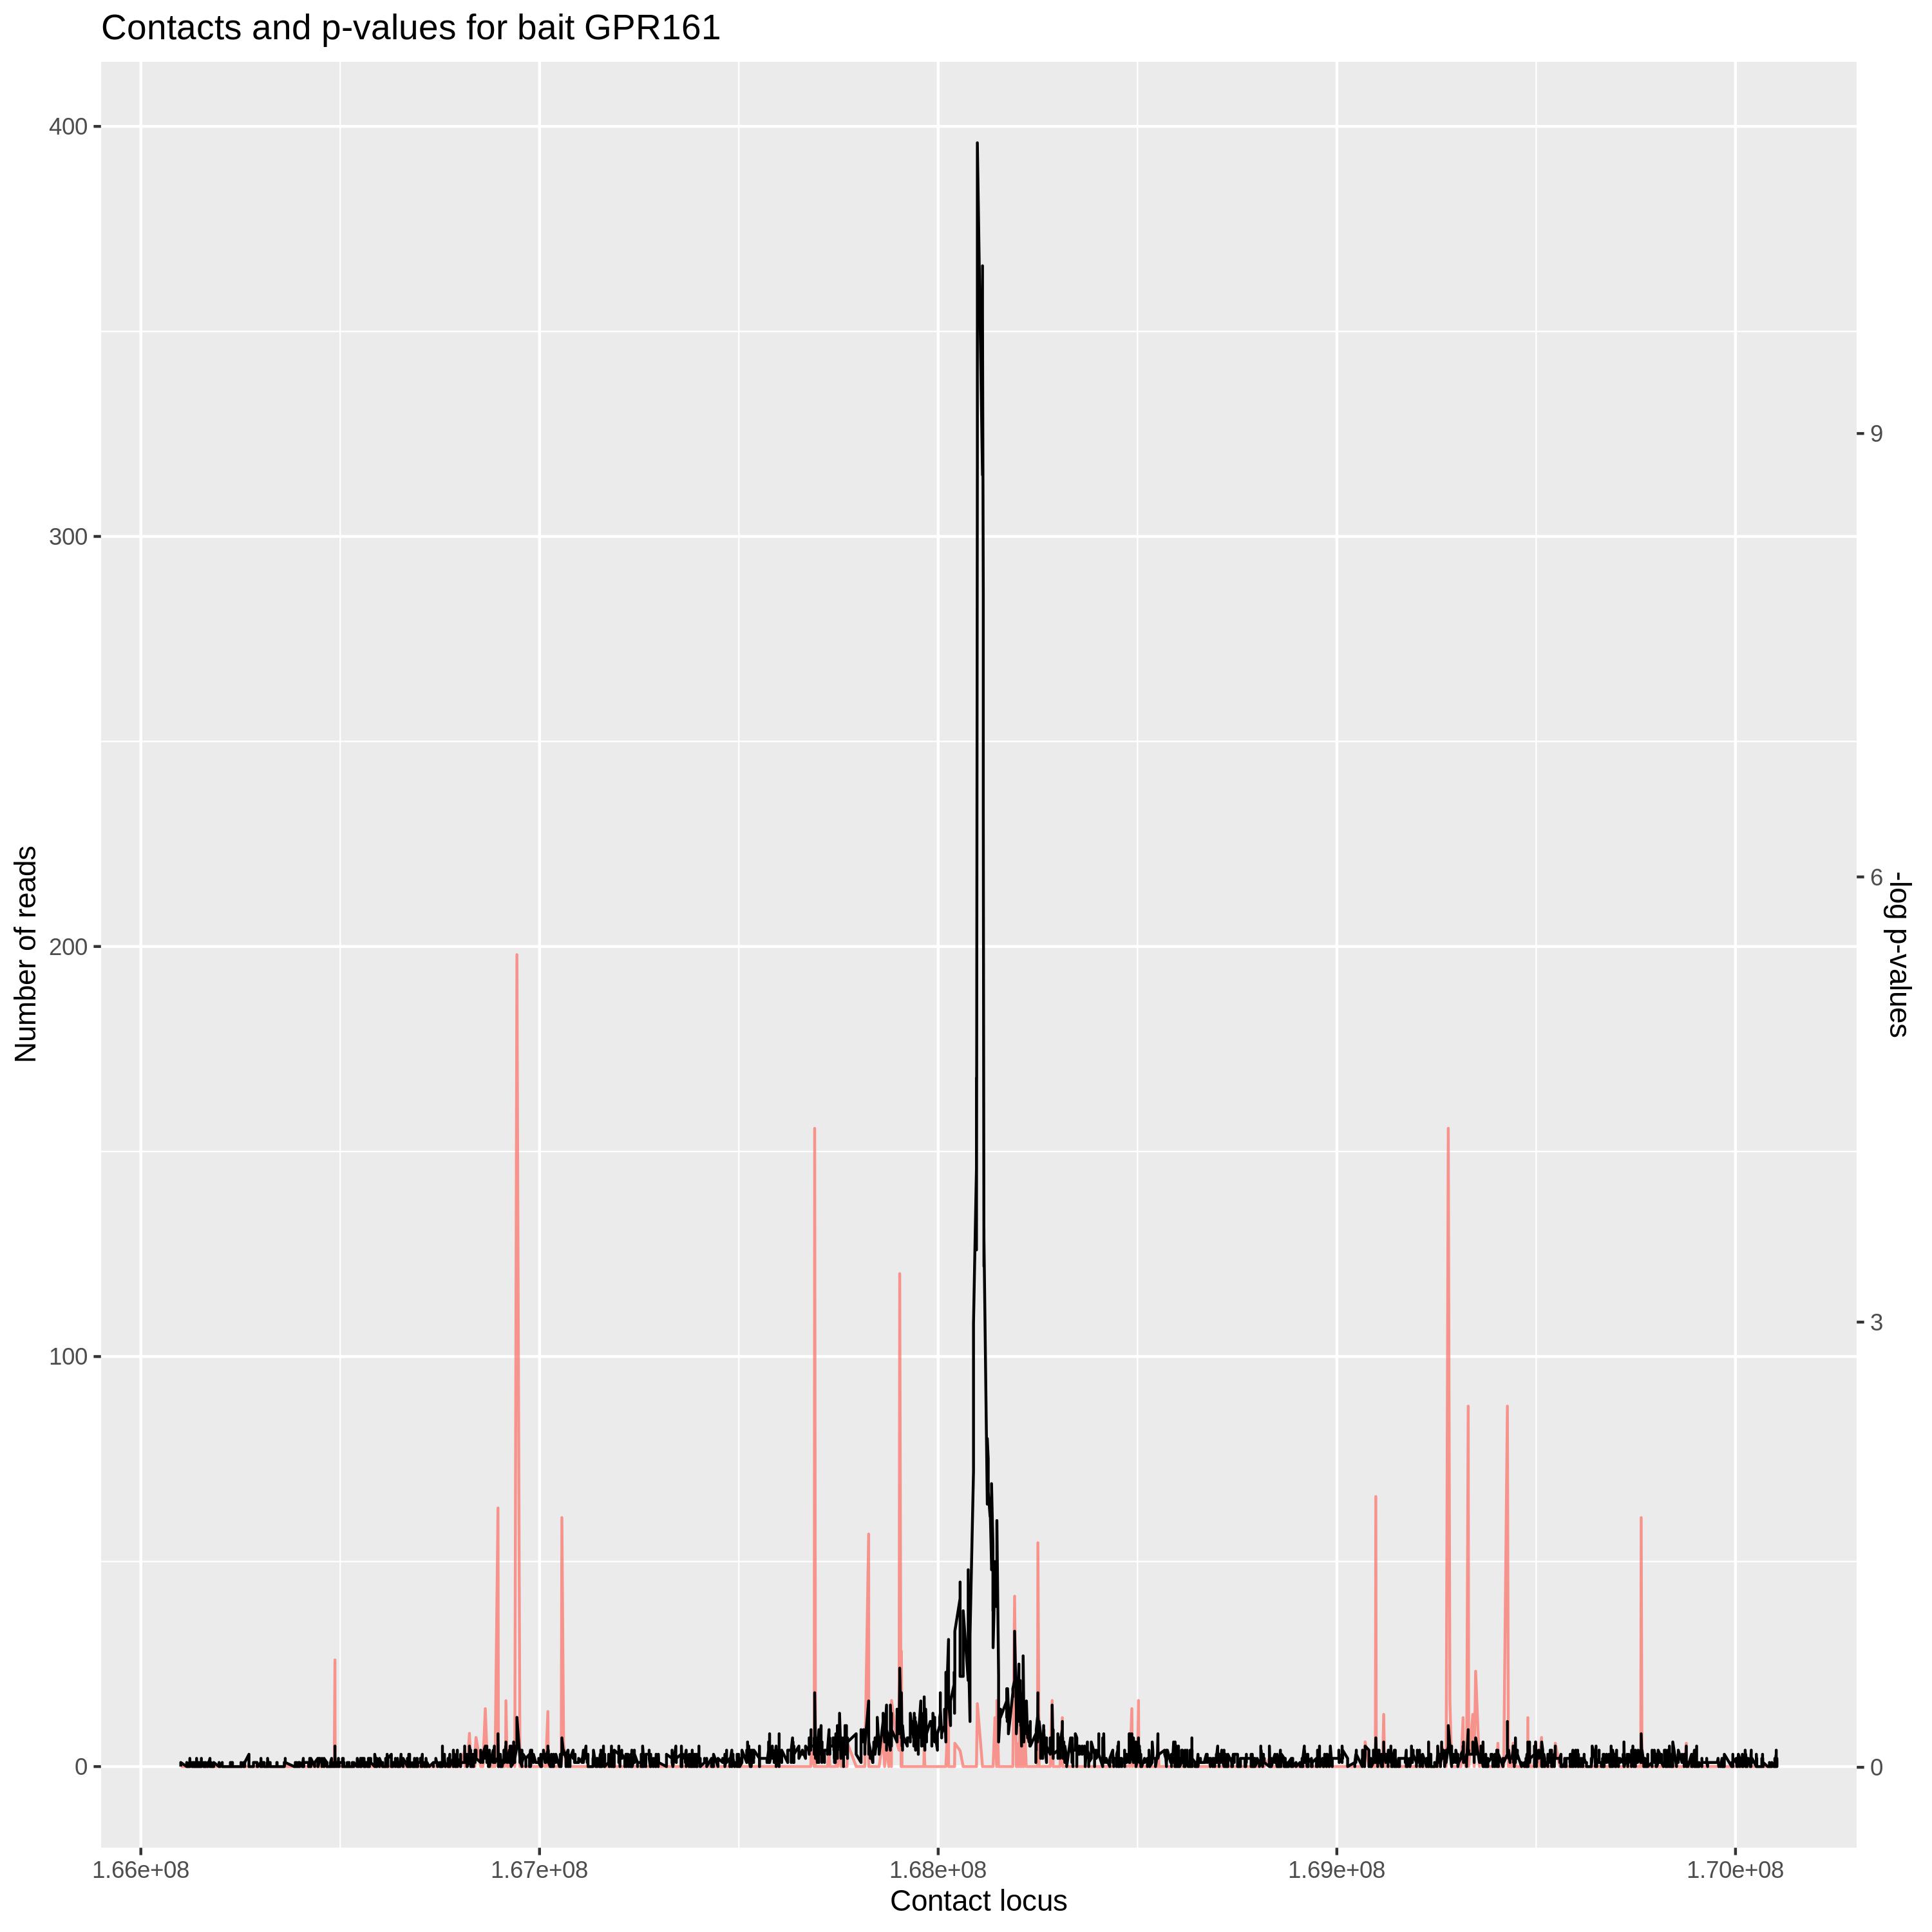 Contacts and p-values for bait GPR161
400
300
200
100
0
Number of reads
9
6
3
0
-log p-values
1.66e+08
1.67e+08
1.68e+08
1.69e+08
1.70e+08
Contact locus